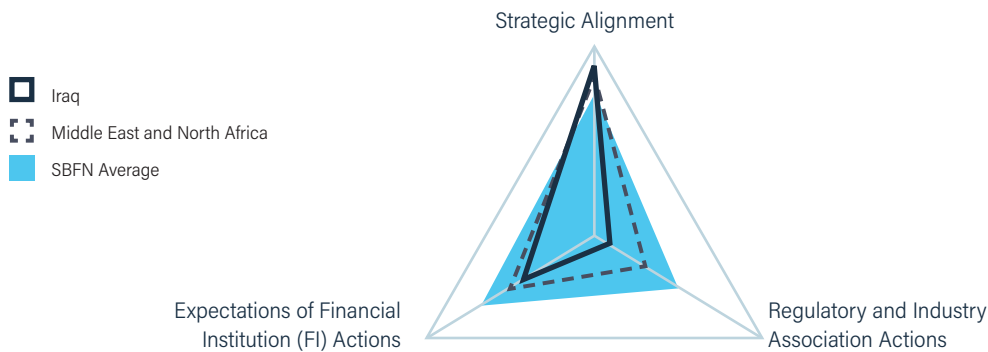 Strategic Alignment
Iraq
Middle East and North Africa
SBFN Average
Expectations of Financial
Institution (FI) Actions
Regulatory and Industry
Association Actions